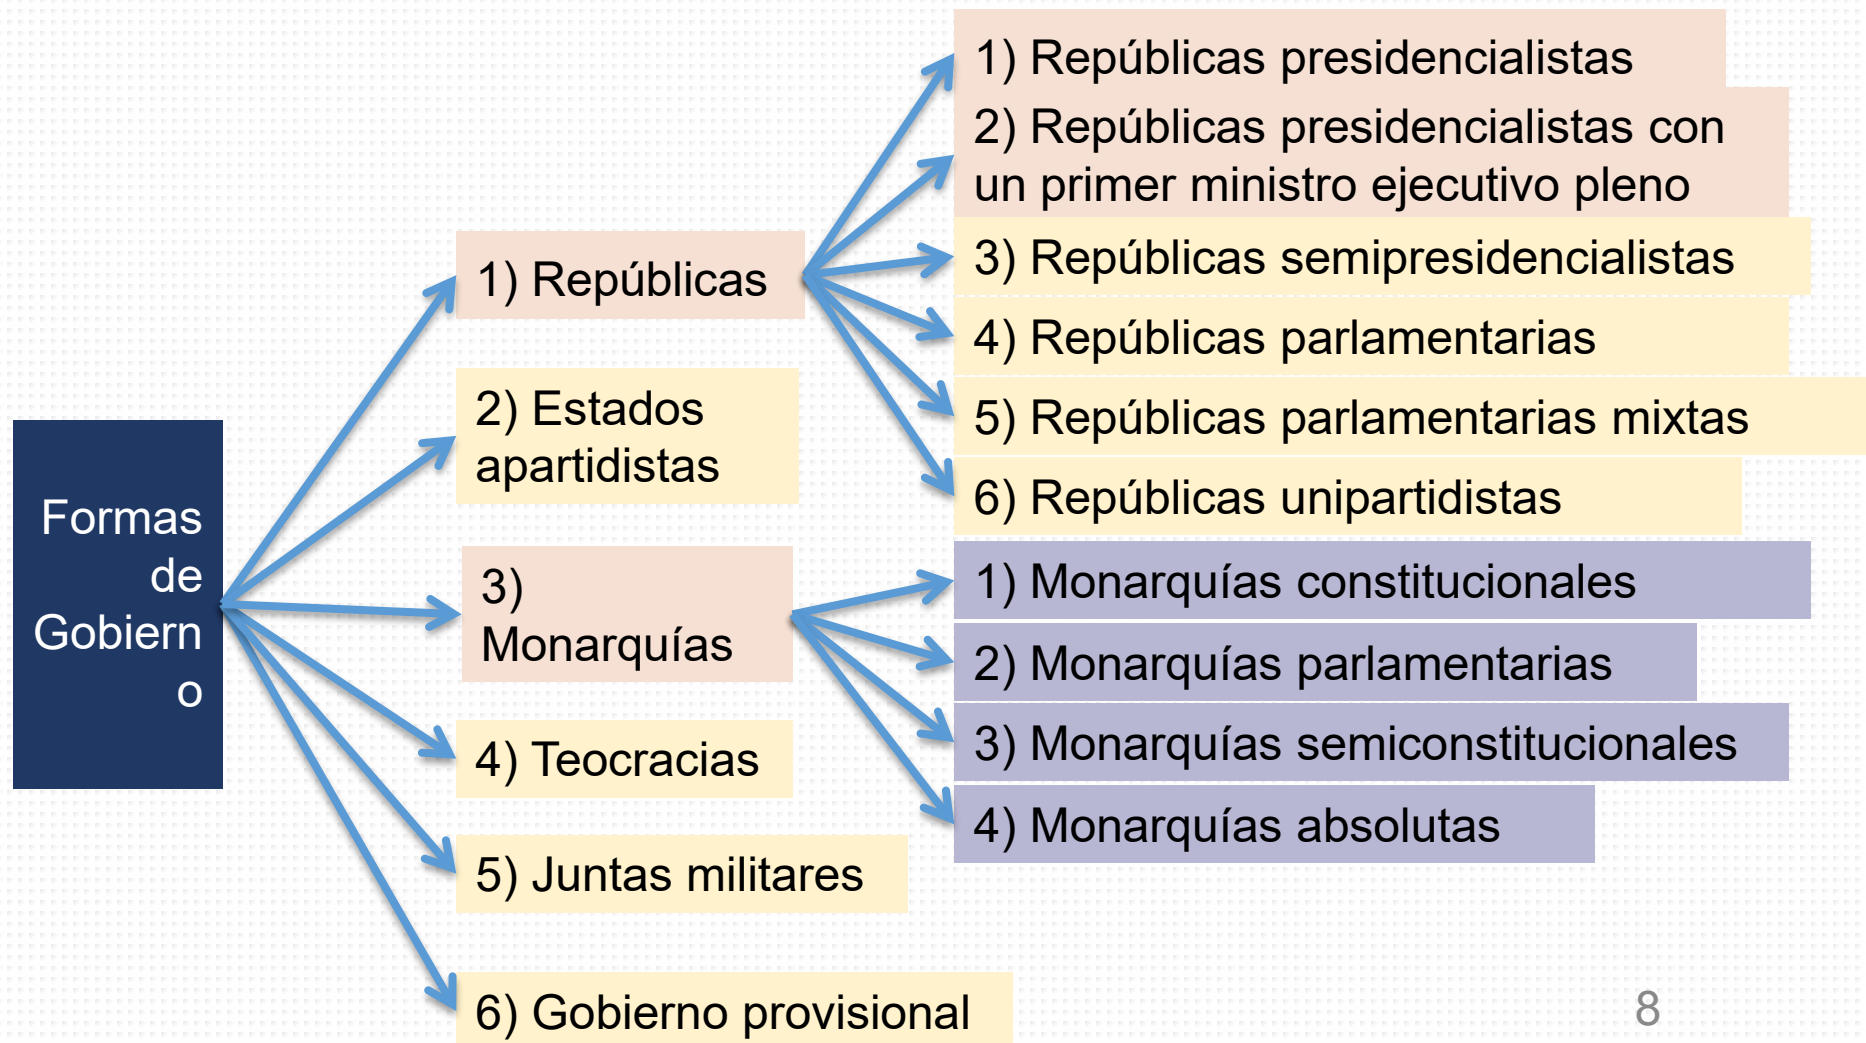 Formas
de
Gobiern
o
1) Repúblicas
2) Estados
apartidistas
3)
Monarquías
4) Teocracias
5) Juntas militares
6) Gobierno provisional
1) Repúblicas presidencialistas
2) Repúblicas presidencialistas con
un primer ministro ejecutivo pleno
3) Repúblicas semipresidencialistas
4) Repúblicas parlamentarias
5) Repúblicas parlamentarias mixtas
6) Repúblicas unipartidistas
1) Monarquías constitucionales
2) Monarquías parlamentarias
3) Monarquías semiconstitucionales
4) Monarquías absolutas
8